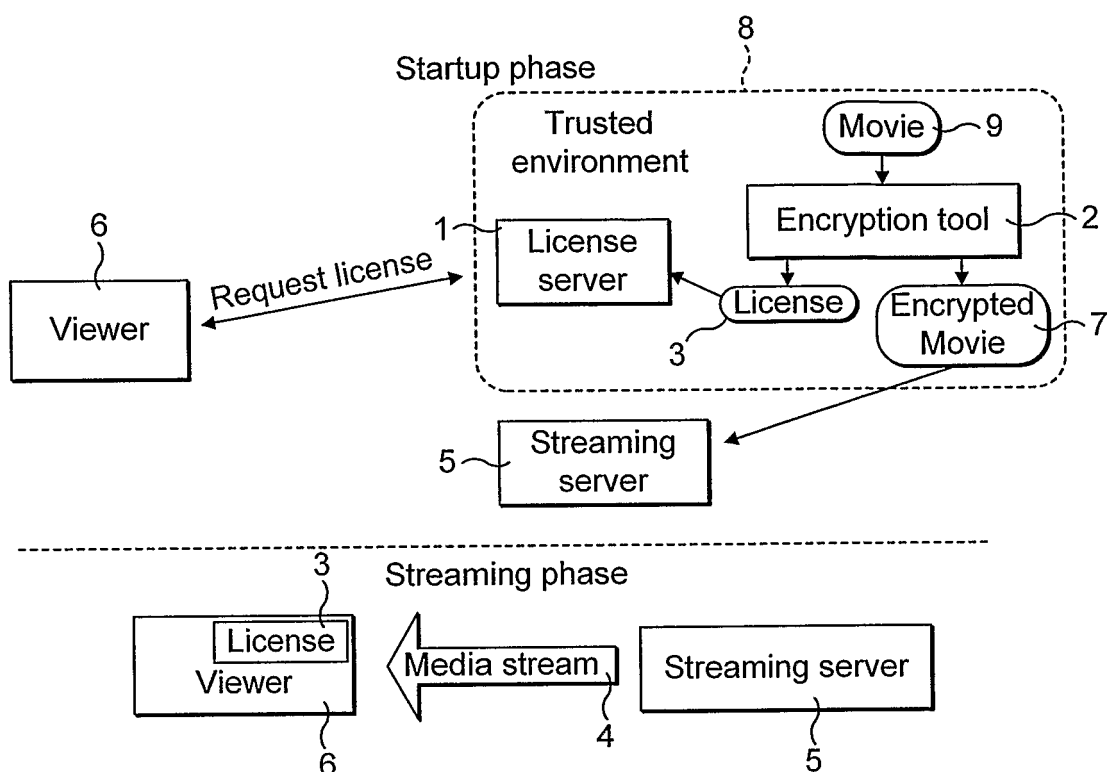 8
Startup phase
Trusted
environment
Movie
9
6
1
License
server
Encryption tool
2
Request license
Viewer
License
3
Encrypted
Movie
7
5
Streaming
server
Streaming phase
3
License
Viewer
Media stream
Streaming server
6
4
5